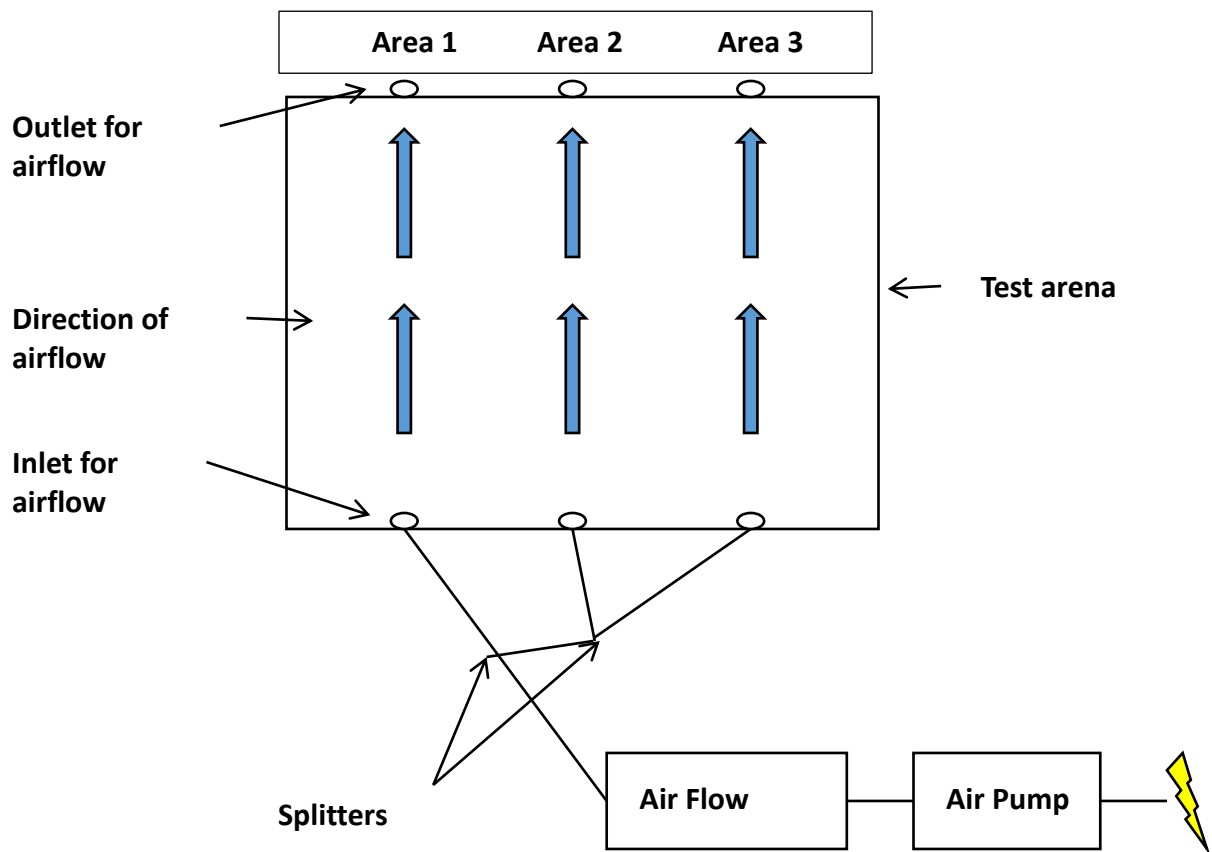 Area 1
Area 2
Area 3
Outlet for
airflow
Test arena
Direction of
airflow
Inlet for
airflow
Splitters
Air Flow
Air Pump